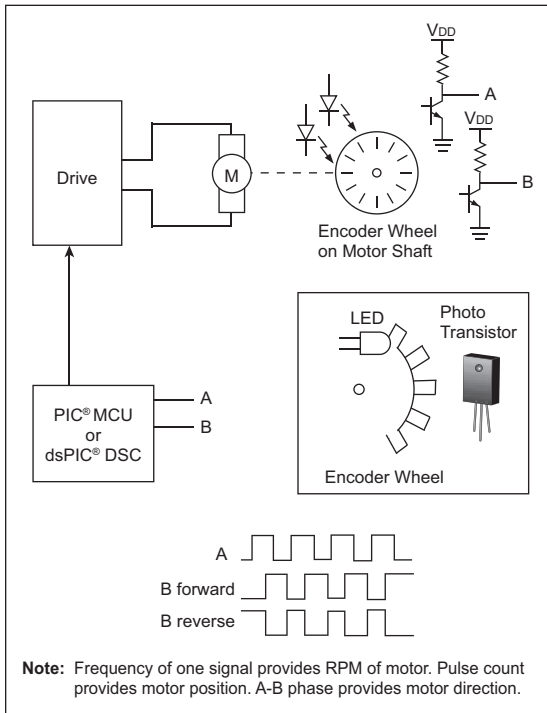 VDD
A
VDD
B
Drive
M
Encoder Wheel
on Motor Shaft
LED
Photo
Transistor
Encoder Wheel
PIC® MCU
or
dsPIC® DSC
A
B
A
B forward
B reverse
Note: Frequency of one signal provides RPM of motor. Pulse count
provides motor position. A-B phase provides motor direction.